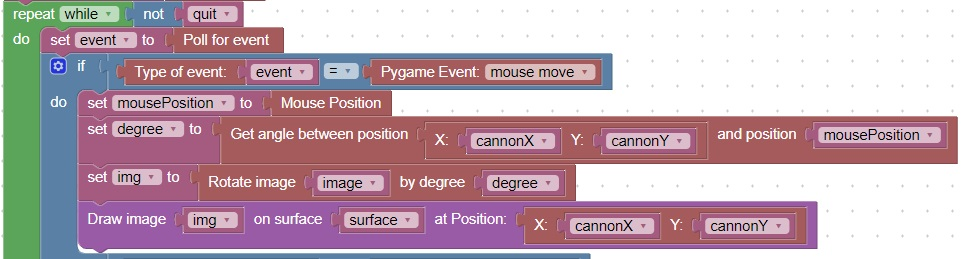 repeat while not quit
do set event to Poll for event
if Type of event: event = Pygame Event: mouse move
do set mousePosition to Mouse Position
set degree to Get angle between position X: cannonX Y: cannonY and position mousePosition
set img to Rotate image image by degree degree
Draw image img on surface surface at Position: X: cannonX Y: cannonY